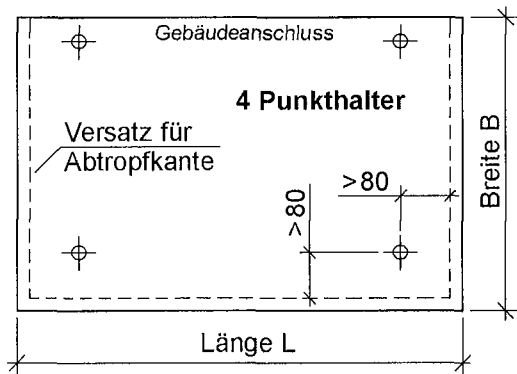 Gebäudeanschluss
4 Punkthalter
Versatz für
Abtropfkante
>80
>80
Breite B
Länge L